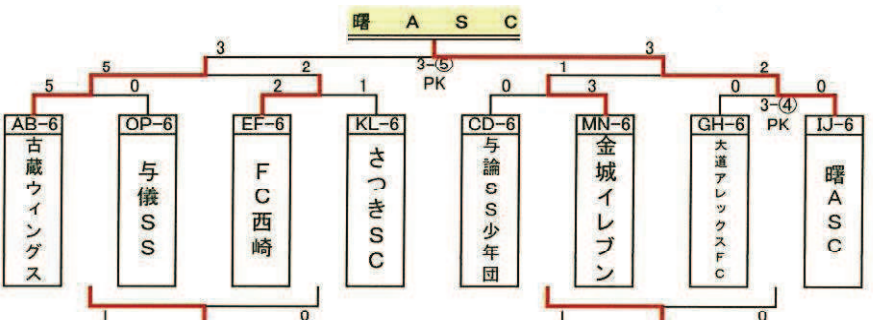 曙 A S C
3 3
3-⑤
PK
5 2 1 2
5 0 2 1 0 3 0 0
3-④
PK
AB-6 OP-6 EF-6 KL-6 CD-6 MN-6 GH-6 IJ-6
古蔵ウィングス
与儀SS
FC西崎
さつきSC
与論SS少年団
金城イレブン
大道アレックスFC
曙ASC
1 0 1 0